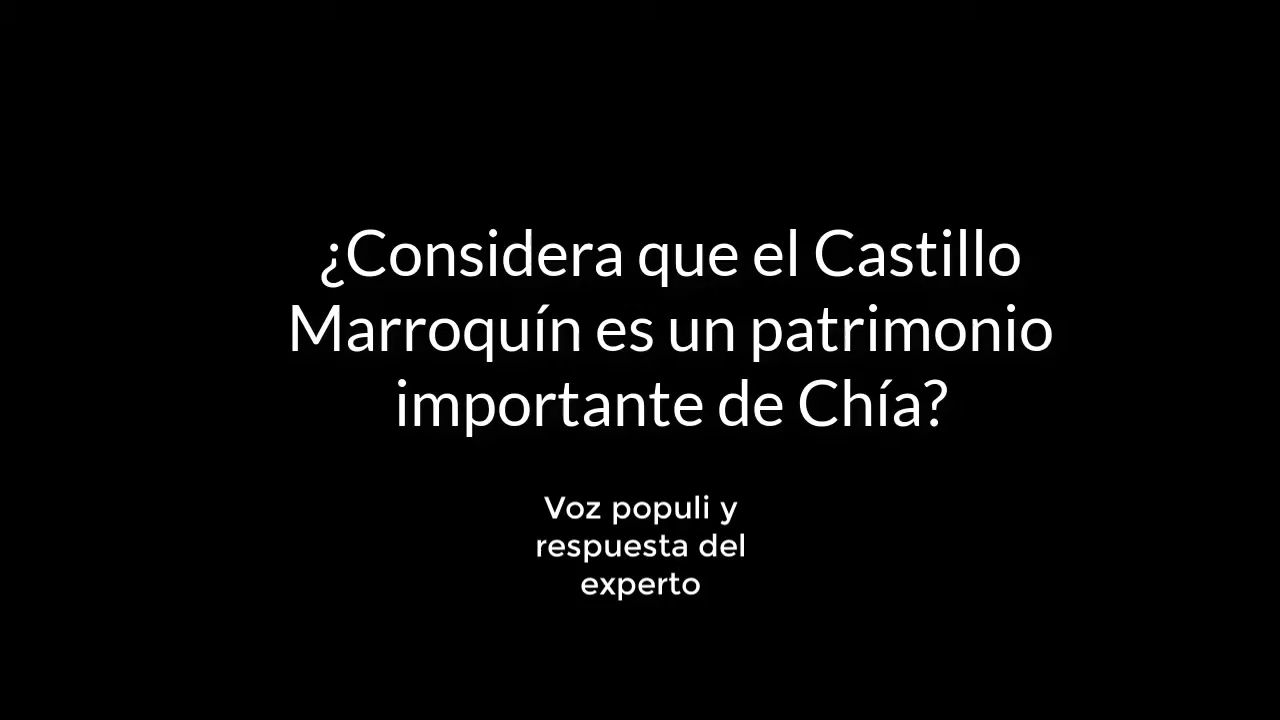 ¿Considera que el Castillo
Marroquín es un patrimonio
importante de Chía?
Voz populi y
respuesta del
experto